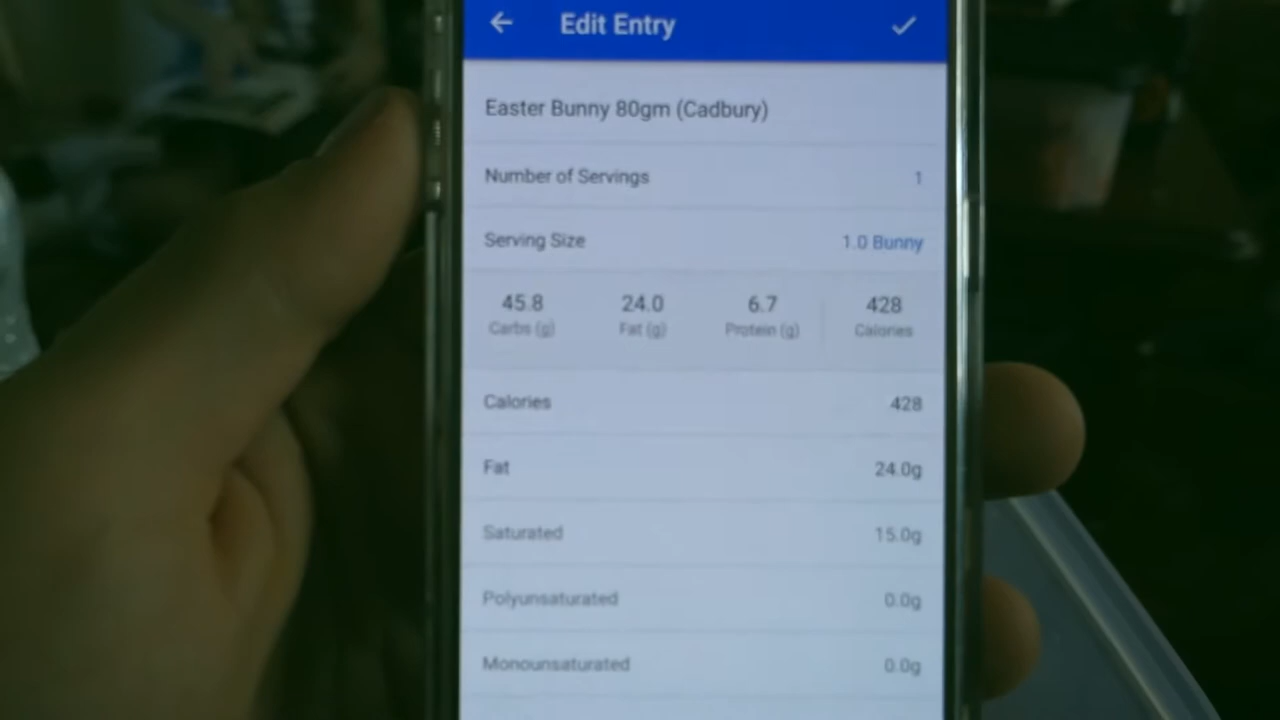 Edit Entry
Easter Bunny 80gm (Cadbury)
Number of Servings 1
Serving Size 1.0 Bunny
45.8 24.0 6.7 428
Carbs (g) Fat (g) Protein (g) Calories
Calories 428
Fat 24.0g
Saturated 15.0g
Polyunsaturated 0.0g
Monounsaturated 0.0g